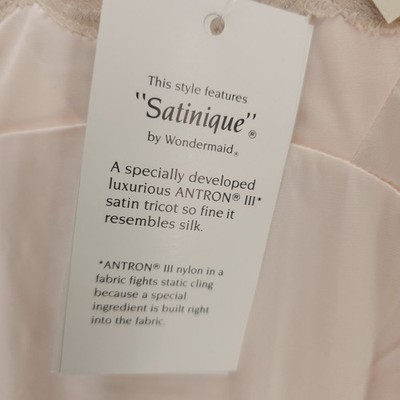 This style features
"Satinique"®
by Wondermaid®
A specially developed
luxurious ANTRON® III*
satin tricot so fine it
resembles silk.
*ANTRON® III nylon in a
fabric fights static cling
because a special
ingredient is built right
into the fabric.